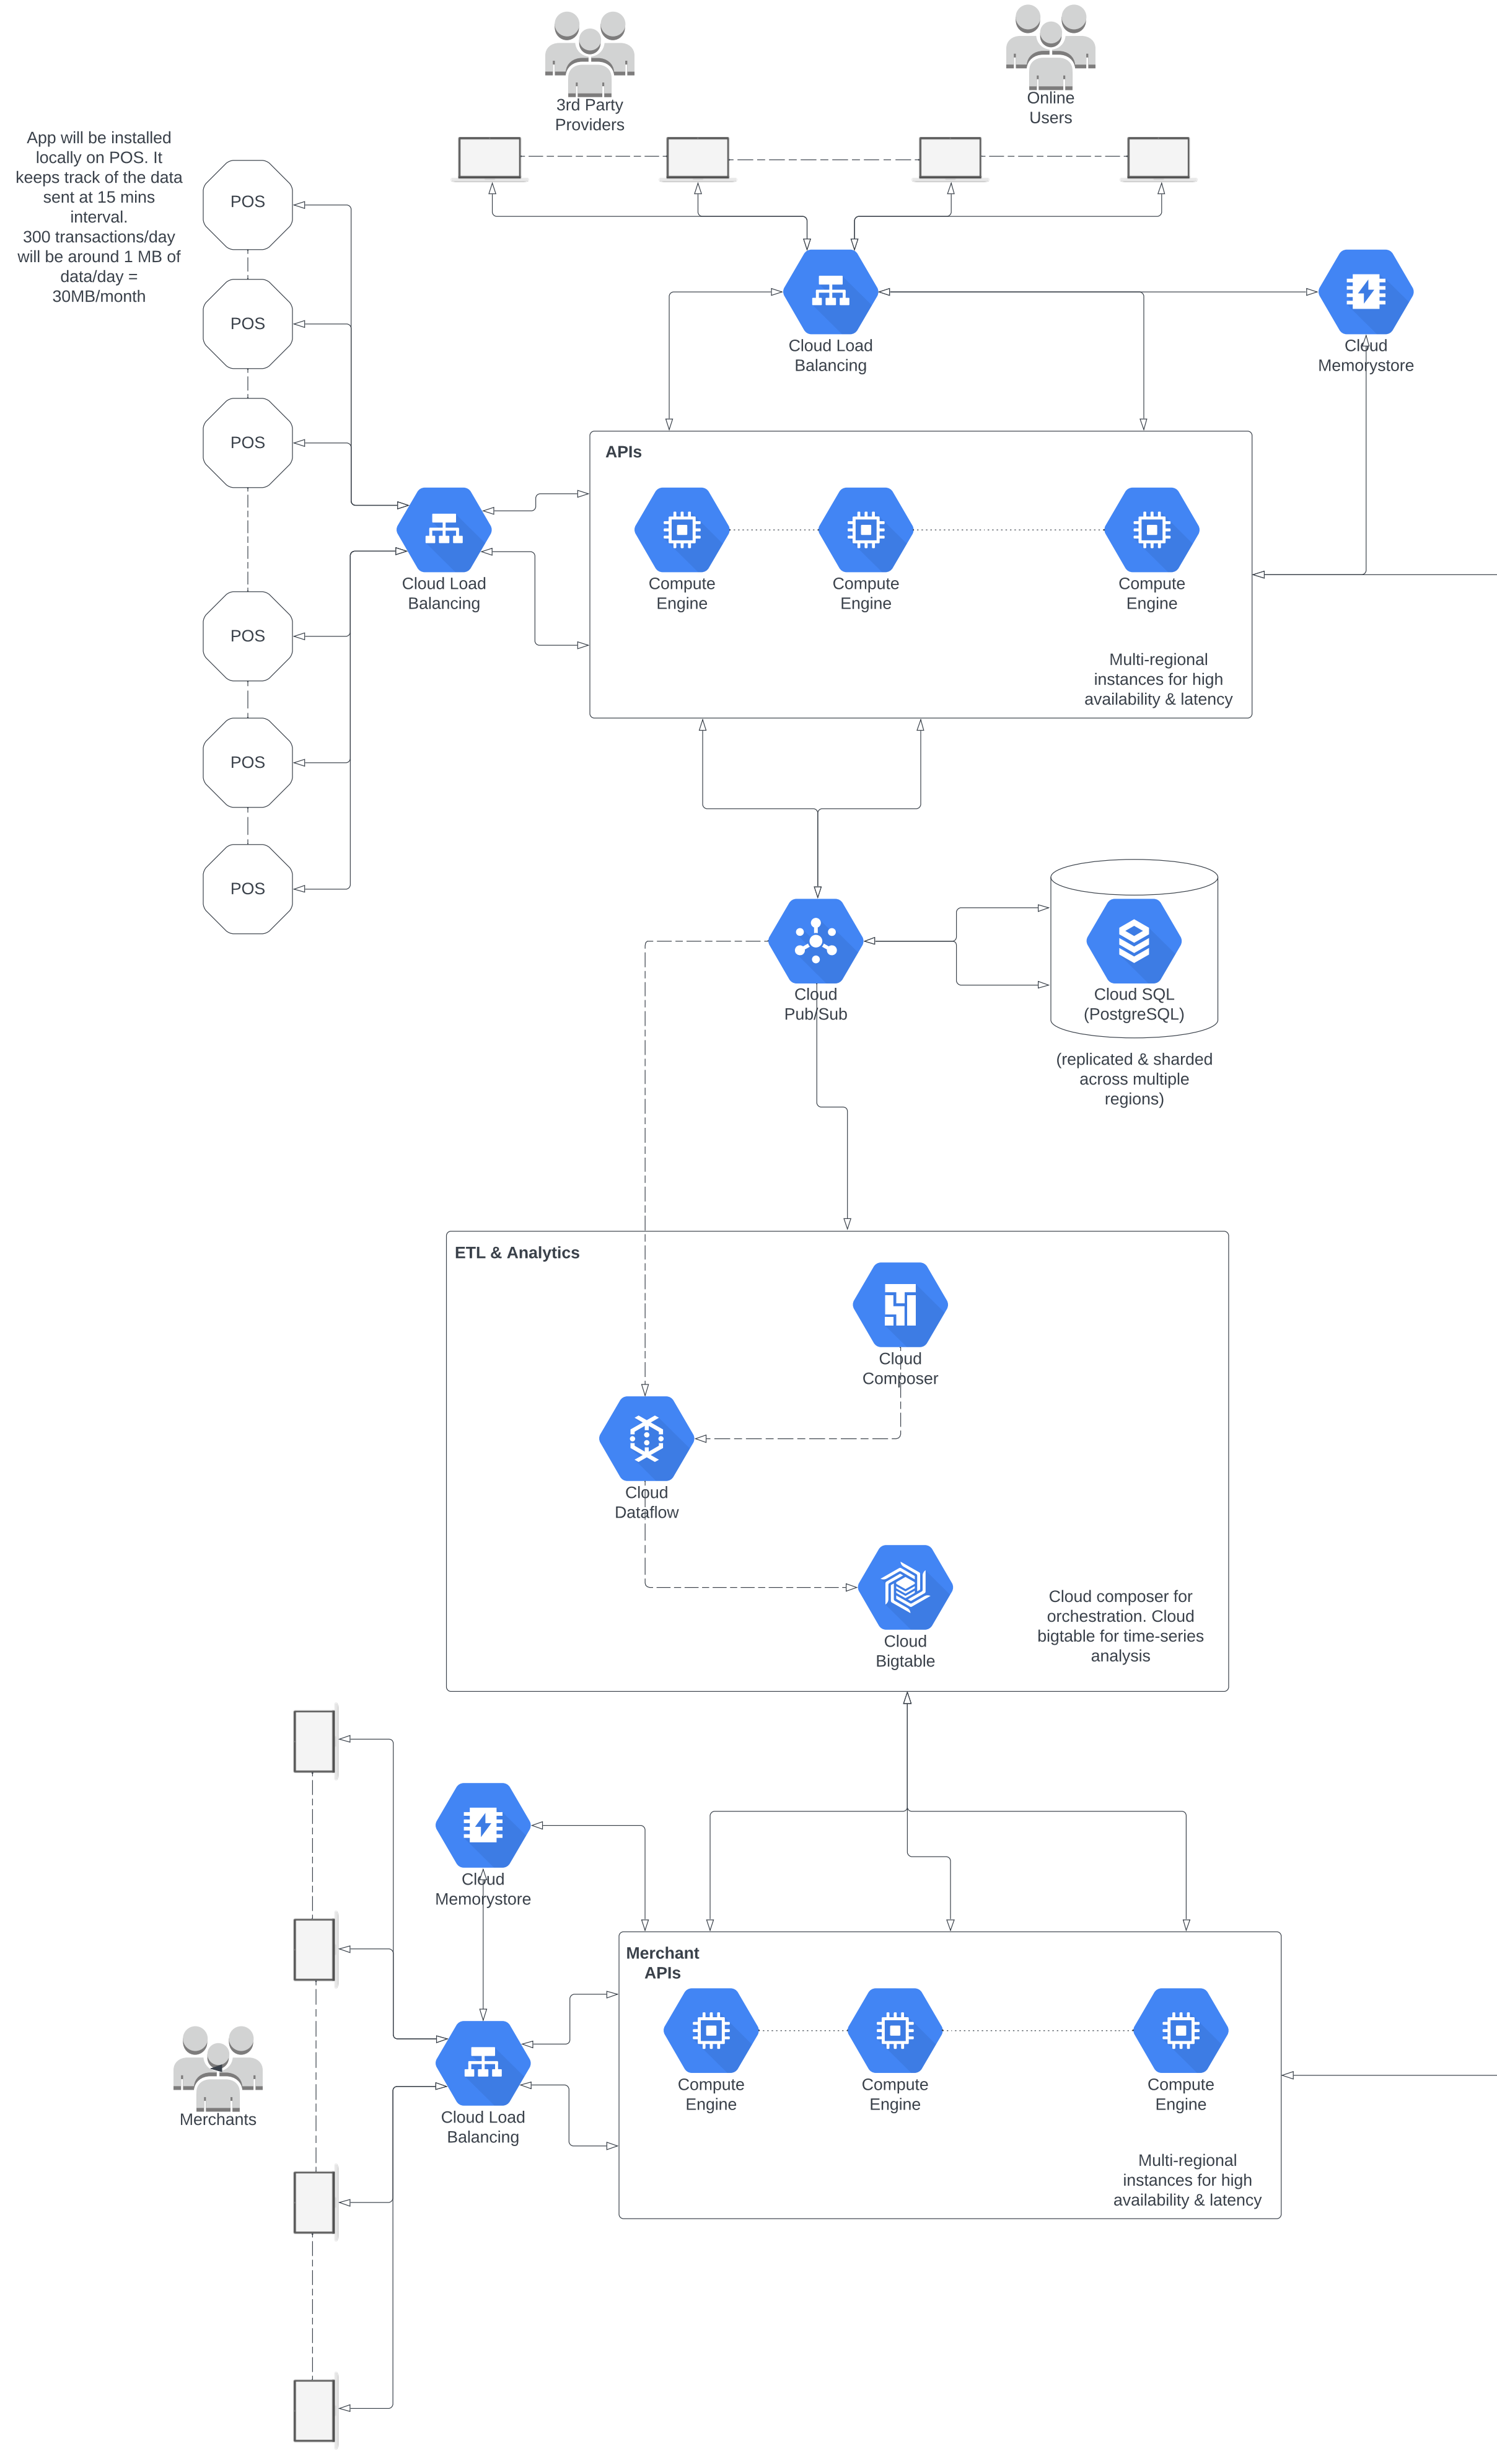 3rd Party
Providers
Online
Users
App will be installed
locally on POS. It
keeps track of the data
sent at 15 mins
interval.
300 transactions/day
will be around 1 MB of
data/day =
30MB/month
POS
POS
POS
POS
POS
POS
Cloud Load
Balancing
Cloud
Memorystore
APIs
Cloud Load
Balancing
Compute
Engine
Compute
Engine
Compute
Engine
Multi-regional
instances for high
availability & latency
Cloud
Pub/Sub
Cloud SQL
(PostgreSQL)
(replicated & sharded
across multiple
regions)
ETL & Analytics
Cloud
Composer
Cloud
Dataflow
Cloud
Bigtable
Cloud composer for
orchestration. Cloud
bigtable for time-series
analysis
Cloud
Memorystore
Merchants
Cloud Load
Balancing
Merchant
APIs
Compute
Engine
Compute
Engine
Compute
Engine
Multi-regional
instances for high
availability & latency